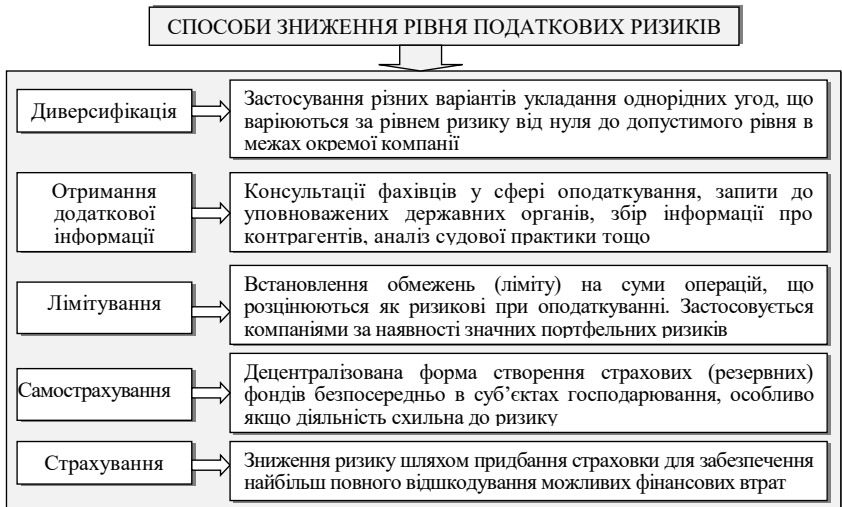 СПОСОБИ ЗНИЖЕННЯ РІВНЯ ПОДАТКОВИХ РИЗИКІВ
Диверсифікація
Застосування різних варіантів укладання однорідних угод, що
варіюються за рівнем ризику від нуля до допустимого рівня в
межах окремої компанії
Отримання
додаткової
інформації
Консультації фахівців у сфері оподаткування, запити до
уповноважених державних органів, збір інформації про
контрагентів, аналіз судової практики тощо
Лімітування
Встановлення обмежень (ліміту) на суми операцій, що
розцінюються як ризикові при оподаткуванні. Застосовується
компаніями за наявності значних портфельних ризиків
Самострахування
Децентралізована форма створення страхових (резервних)
фондів безпосередньо в суб’єктах господарювання, особливо
якщо діяльність схильна до ризику
Страхування
Зниження ризику шляхом придбання страховки для забезпечення
найбільш повного відшкодування можливих фінансових втрат